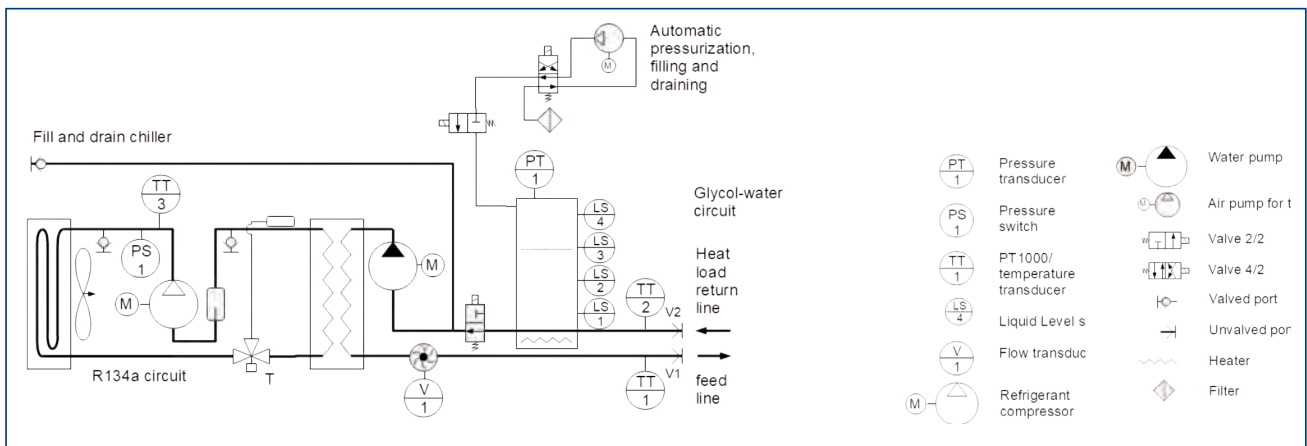 Automatic
pressurization,
filling and
draining
M
Fill and drain chiller
TT
3
PS
1
M
R134a circuit
T
M
V
1
PT
1
LS
4
LS
3
LS
2
LS
1
TT
2
V2
V1
TT
1
Glycol-water
circuit
Heat
load
return
line
feed
line
PT
1
Pressure
transducer
PS
1
Pressure
switch
TT
1
PT1000/
temperature
transducer
LS
4
Liquid Level s
V
1
Flow transduc
M
Refrigerant
compressor
M
Water pump
M
Air pump for t
Valve 2/2
Valve 4/2
Valved port
Unvalved por
Heater
Filter